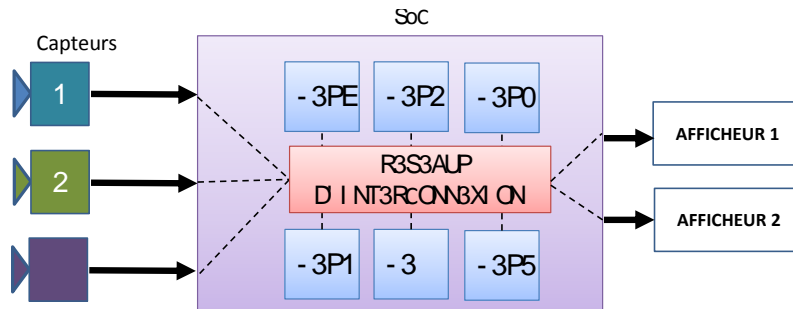 SoC
Capteurs
1
-3PE
-3P2
-3P0
AFFICHEUR 1
R3S3AUP
2
D'INT3RcONN3XION
AFFICHEUR 2
-3P1
-3
-3P5